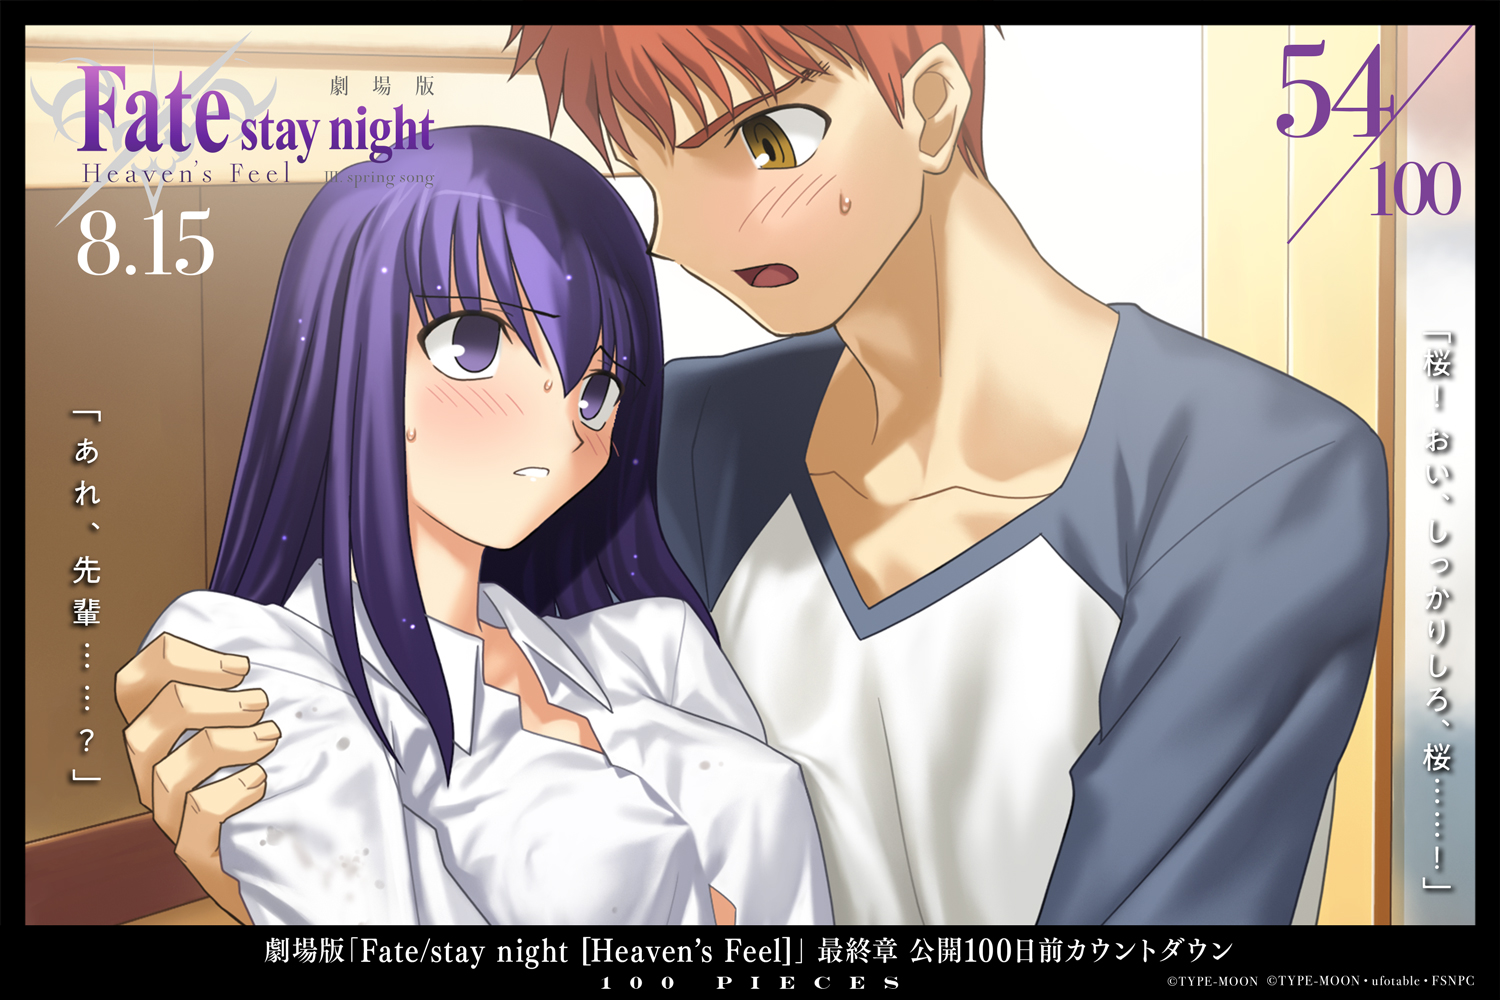 劇場版
Fate stay night
Heaven's Feel III. spring song
8.15
54/100
「桜！おい、しっかりしろ、桜……！」
「あれ、先輩……？」
劇場版「Fate/stay night [Heaven's Feel]」最終章 公開100日前カウントダウン
100 PIECES
©TYPE-MOON ©TYPE-MOON・ufotable・FSNPC